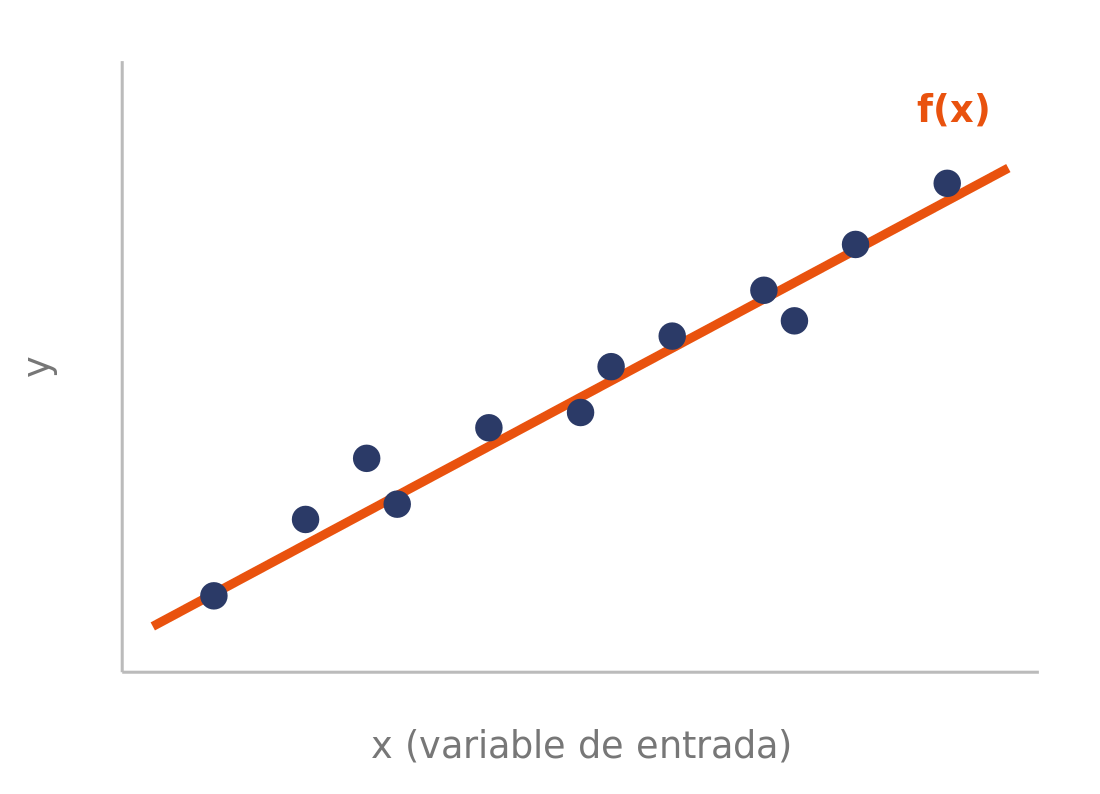 f(x)
y
x (variable de entrada)